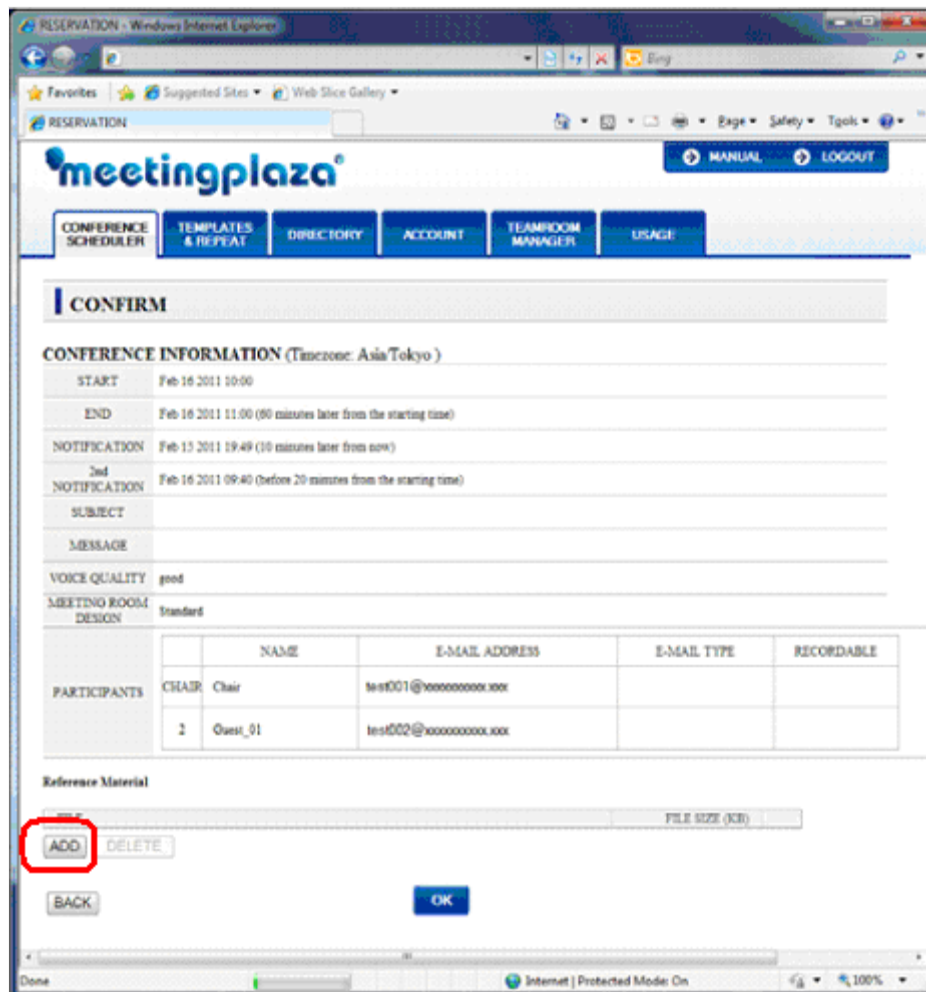 RESERVATION - Windows Internet Explorer
Bing
Favorites Suggested Sites Web Slice Gallery
RESERVATION Page Safety Tools
meetingplaza
MANUAL LOGOUT
CONFERENCE SCHEDULER
TEMPLATES & REPEAT
DIRECTORY
ACCOUNT
TEAMROOM MANAGER
USAGE
CONFIRM
CONFERENCE INFORMATION (Timezone: Asia/Tokyo )
START Feb 16 2011 10:00
END Feb 16 2011 11:00 (60 minutes later from the starting time)
NOTIFICATION Feb 15 2011 19:49 (10 minutes later from now)
2nd NOTIFICATION Feb 16 2011 09:40 (before 20 minutes from the starting time)
SUBJECT
MESSAGE
VOICE QUALITY good
MEETING ROOM DESIGN Standard
PARTICIPANTS
NAME E-MAIL ADDRESS E-MAIL TYPE RECORDABLE
CHAIR Chair test001@xxxxxxxxxx.xxx
2 Guest_01 test002@xxxxxxxxxx.xxx
Reference Material
FILE SIZE (KB)
ADD DELETE
BACK OK
Done Internet | Protected Mode: On 100%